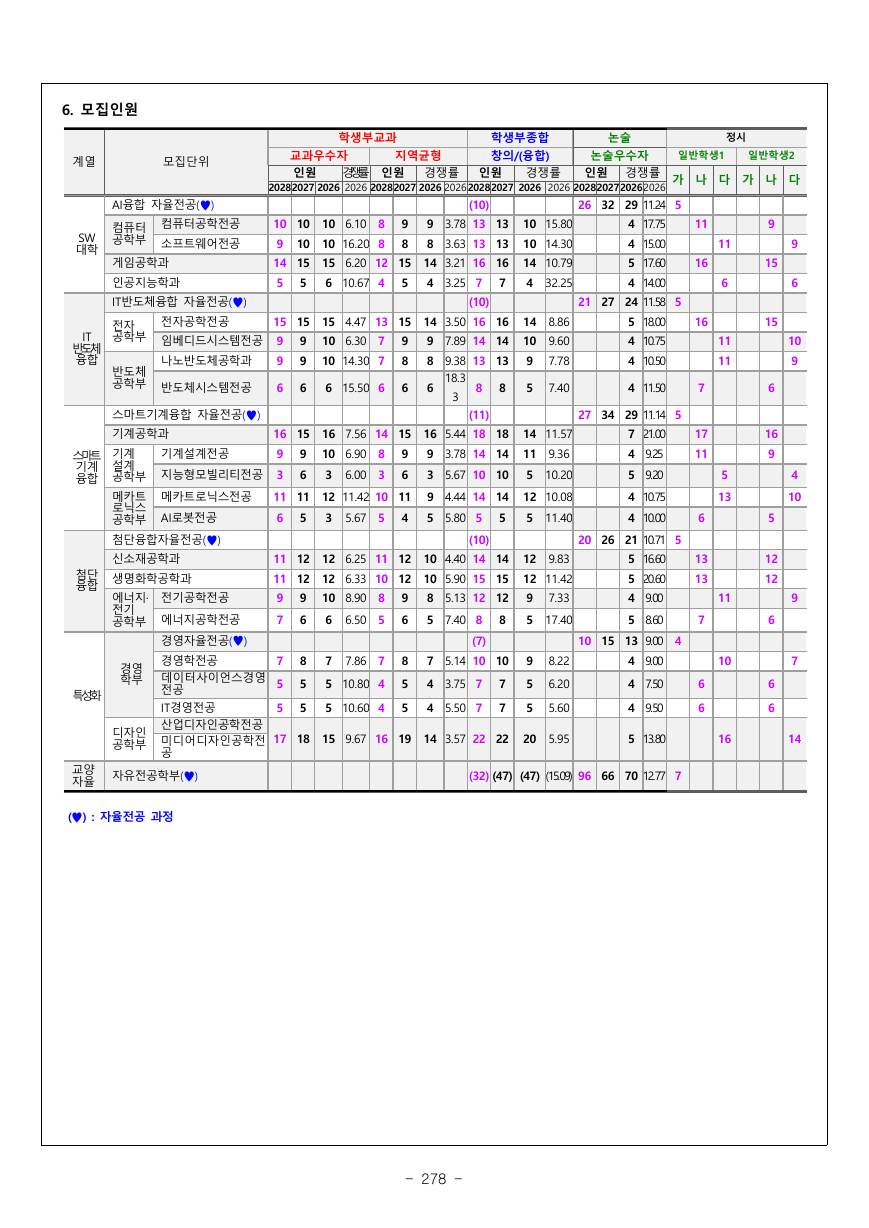 6. 모집인원
계열 모집단위 학생부교과 학생부종합 논술 정시
교과우수자 지역균형 창의/(융합) 논술우수자 일반학생1 일반학생2
인원 경쟁률 인원 경쟁률 인원 경쟁률 인원 경쟁률 가 나 다 가 나 다
2028 2027 2026 2026 2028 2027 2026 2026 2028 2027 2026 2026 2028 2027 2026 2026
SW 대학 AI융합 자율전공(♥) (10) 26 32 29 11.24 5
컴퓨터 공학부 컴퓨터공학전공 10 10 10 6.10 8 9 9 3.78 13 13 10 15.80 4 17.75 11 9
소프트웨어전공 9 10 10 16.20 8 8 8 3.63 13 13 10 14.30 4 15.00 11 9
게임공학과 14 15 15 6.20 12 15 14 3.21 16 16 14 10.79 5 17.60 16 15
인공지능학과 5 5 6 10.67 4 5 4 3.25 7 7 4 32.25 4 14.00 6 6
IT 반도체 융합 IT반도체융합 자율전공(♥) (10) 21 27 24 11.58 5
전자 공학부 전자공학전공 15 15 15 4.47 13 15 14 3.50 16 16 14 8.86 5 18.00 16 15
임베디드시스템전공 9 9 10 6.30 7 9 9 7.89 14 14 10 9.60 4 10.75 11 10
반도체 공학부 나노반도체공학과 9 9 10 14.30 7 8 8 9.38 13 13 9 7.78 4 10.50 11 9
반도체시스템전공 6 6 6 15.50 6 6 6 18.33 8 8 5 7.40 4 11.50 7 6
스마트 기계 융합 스마트기계융합 자율전공(♥) (11) 27 34 29 11.14 5
기계공학과 16 15 16 7.56 14 15 16 5.44 18 18 14 11.57 7 21.00 17 16
기계 설계 공학부 기계설계전공 9 9 10 6.90 8 9 9 3.78 14 14 11 9.36 4 9.25 11 9
지능형모빌리티전공 3 6 3 6.00 3 6 3 5.67 10 10 5 10.20 5 9.20 5 4
메카트 로닉스 공학부 메카트로닉스전공 11 11 12 11.42 10 11 9 4.44 14 14 12 10.08 4 10.75 13 10
AI로봇전공 6 5 3 5.67 5 4 5 5.80 5 5 5 11.40 4 10.00 6 5
첨단 융합 첨단융합자율전공(♥) (10) 20 26 21 10.71 5
신소재공학과 11 12 12 6.25 11 12 10 4.40 14 14 12 9.83 5 16.60 13 12
생명화학공학과 11 12 12 6.33 10 12 10 5.90 15 15 12 11.42 5 20.60 13 12
에너지· 전기 공학부 전기공학전공 9 9 10 8.90 8 9 8 5.13 12 12 9 7.33 4 9.00 11 9
에너지공학전공 7 6 6 6.50 5 6 5 7.40 8 8 5 17.40 5 8.60 7 6
특성화 경영 학부 경영자율전공(♥) (7) 10 15 13 9.00 4
경영학전공 7 8 7 7.86 7 8 7 5.14 10 10 9 8.22 4 9.00 10 7
데이터사이언스경영전공 5 5 5 10.80 4 5 4 3.75 7 7 5 6.20 4 7.50 6 6
IT경영전공 5 5 5 10.60 4 5 4 5.50 7 7 5 5.60 4 9.50 6 6
디자인 공학부 산업디자인공학전공
미디어디자인공학전공 17 18 15 9.67 16 19 14 3.57 22 22 20 5.95 5 13.80 16 14
교양 자율 자유전공학부(♥) (32) (47) (47) (15.09) 96 66 70 12.77 7
(♥) : 자율전공 과정
- 278 -